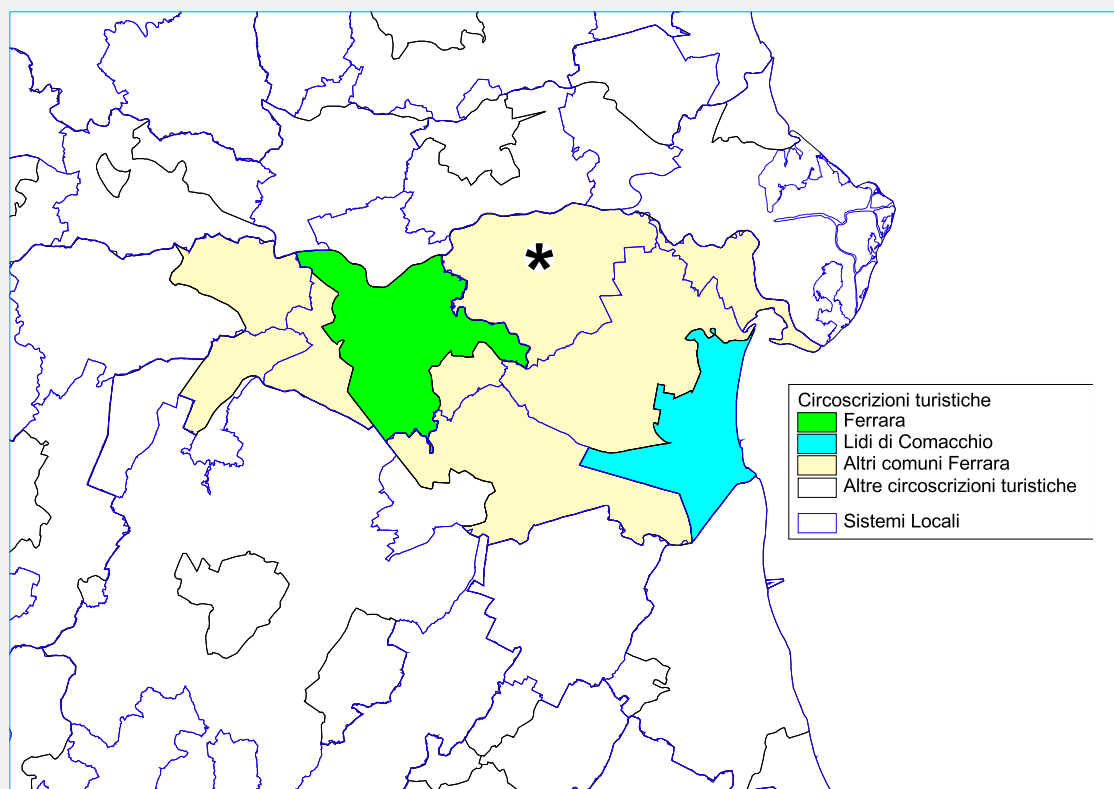 *
Circoscrizioni turistiche
Ferrara
Lidi di Comacchio
Altri comuni Ferrara
Altre circoscrizioni turistiche
Sistemi Locali